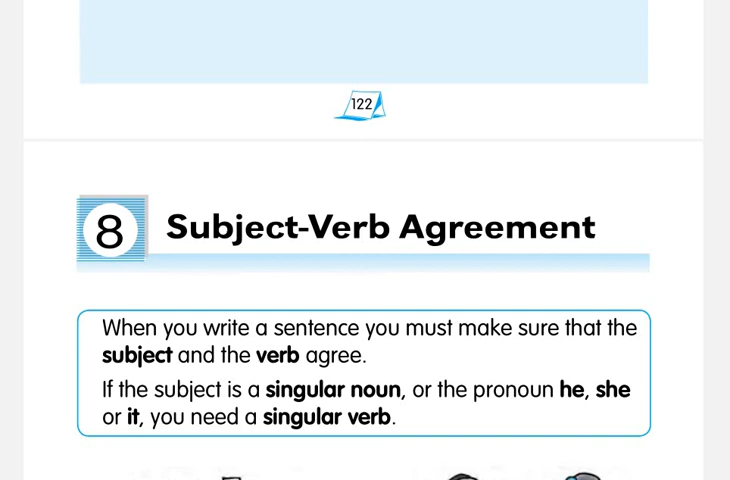 122
8
Subject-Verb Agreement
When you write a sentence you must make sure that the
subject and the verb agree.
If the subject is a singular noun, or the pronoun he, she
or it, you need a singular verb.